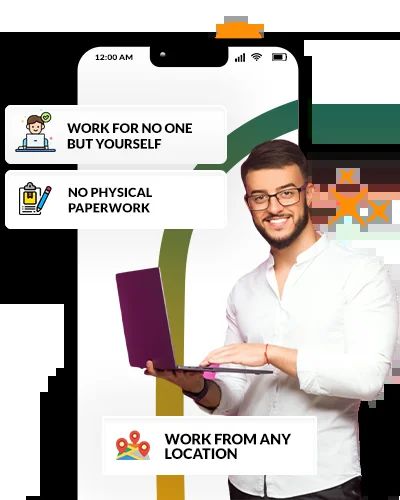 12:00 AM
WORK FOR NO ONE
BUT YOURSELF
NO PHYSICAL
PAPERWORK
WORK FROM ANY
LOCATION